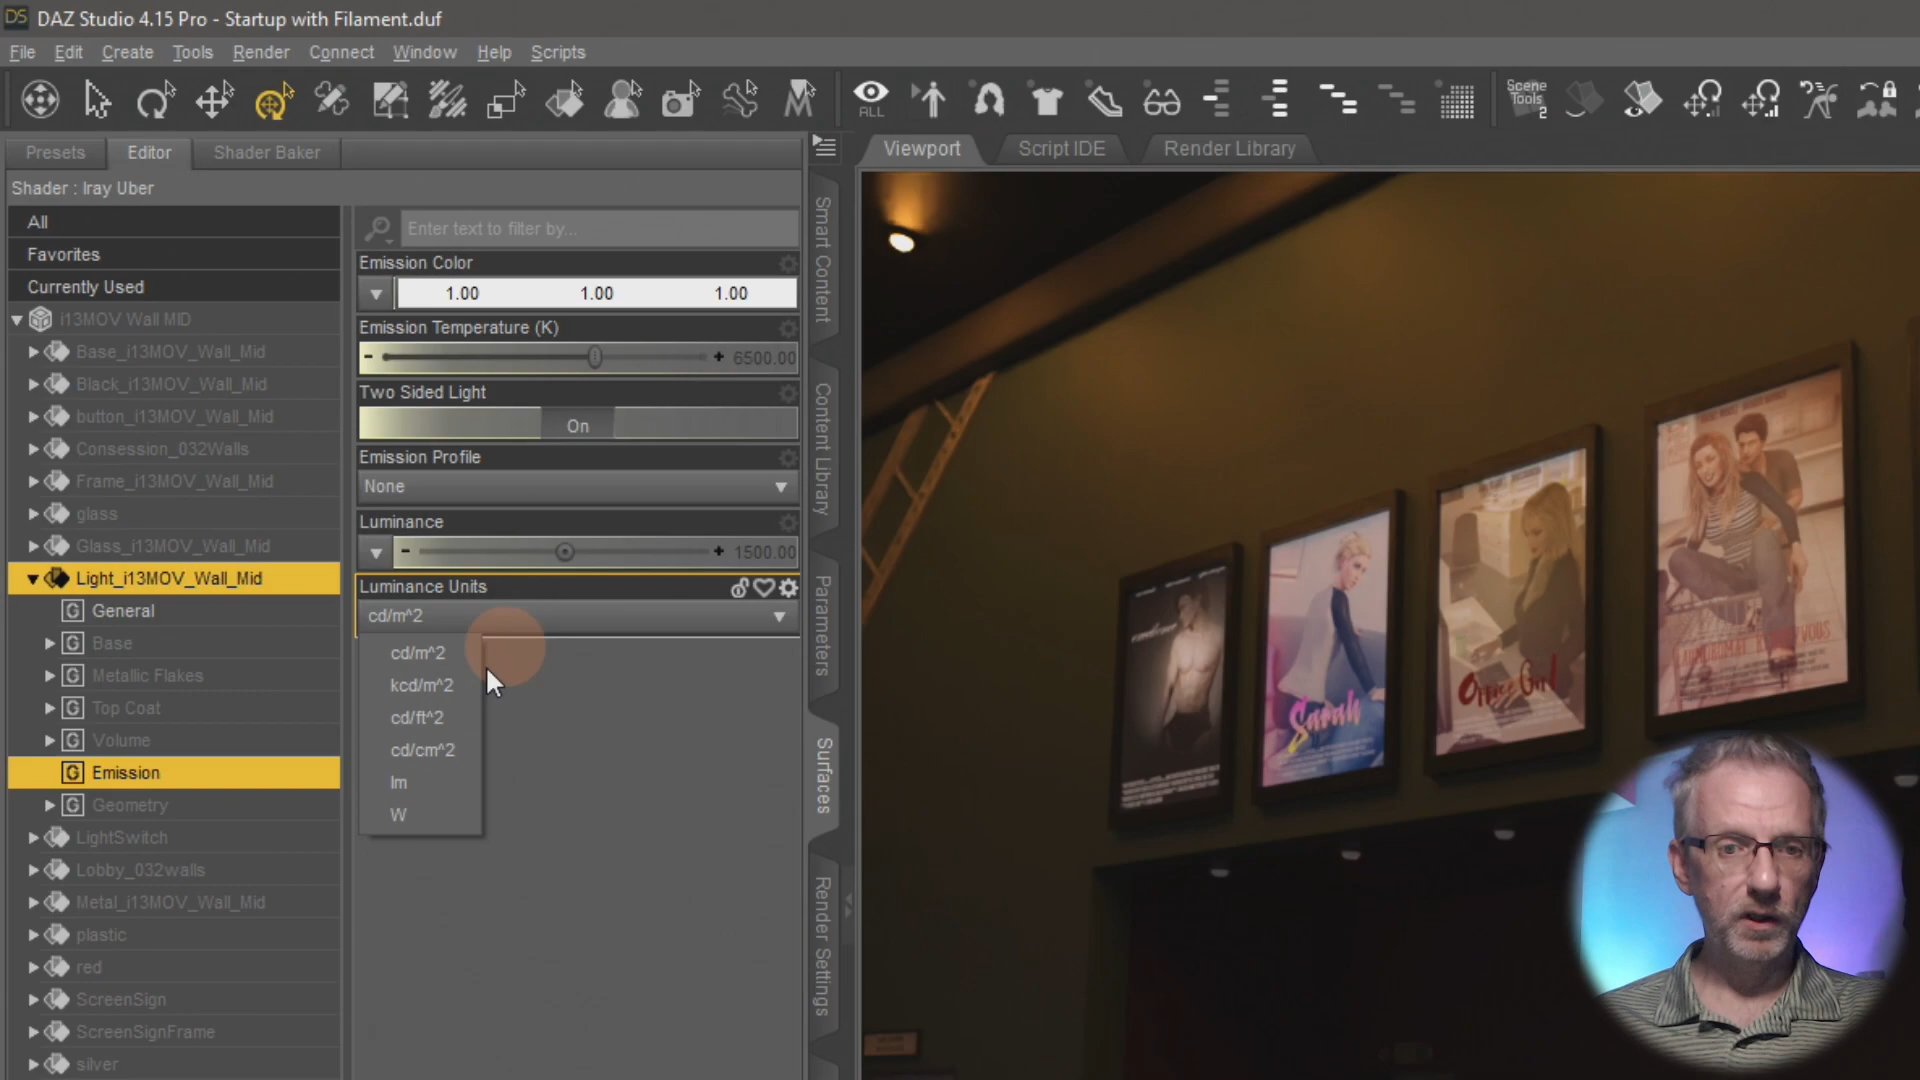 DS DAZ Studio 4.15 Pro - Startup with Filament.duf
File Edit Create Tools Render Connect Window Help Scripts
ALL
Scene
Tools
2
Presets Editor Shader Baker
Viewport Script IDE Render Library
Shader : Iray Uber
All
Favorites
Currently Used
i13MOV Wall MID
Base_i13MOV_Wall_Mid
Black_i13MOV_Wall_Mid
button_i13MOV_Wall_Mid
Consession_032Walls
Frame_i13MOV_Wall_Mid
glass
Glass_i13MOV_Wall_Mid
Light_i13MOV_Wall_Mid
G General
G Base
G Metallic Flakes
G Top Coat
G Volume
G Emission
G Geometry
LightSwitch
Lobby_032walls
Metal_i13MOV_Wall_Mid
plastic
red
ScreenSign
ScreenSignFrame
silver
Enter text to filter by...
Emission Color
1.00 1.00 1.00
Emission Temperature (K)
- + 6500.00
Two Sided Light
On
Emission Profile
None
Luminance
- + 1500.00
Luminance Units
cd/m^2
cd/m^2
kcd/m^2
cd/ft^2
cd/cm^2
lm
W
Smart Content
Content Library
Parameters
Surfaces
Render Settings
Sarah
Office Girl